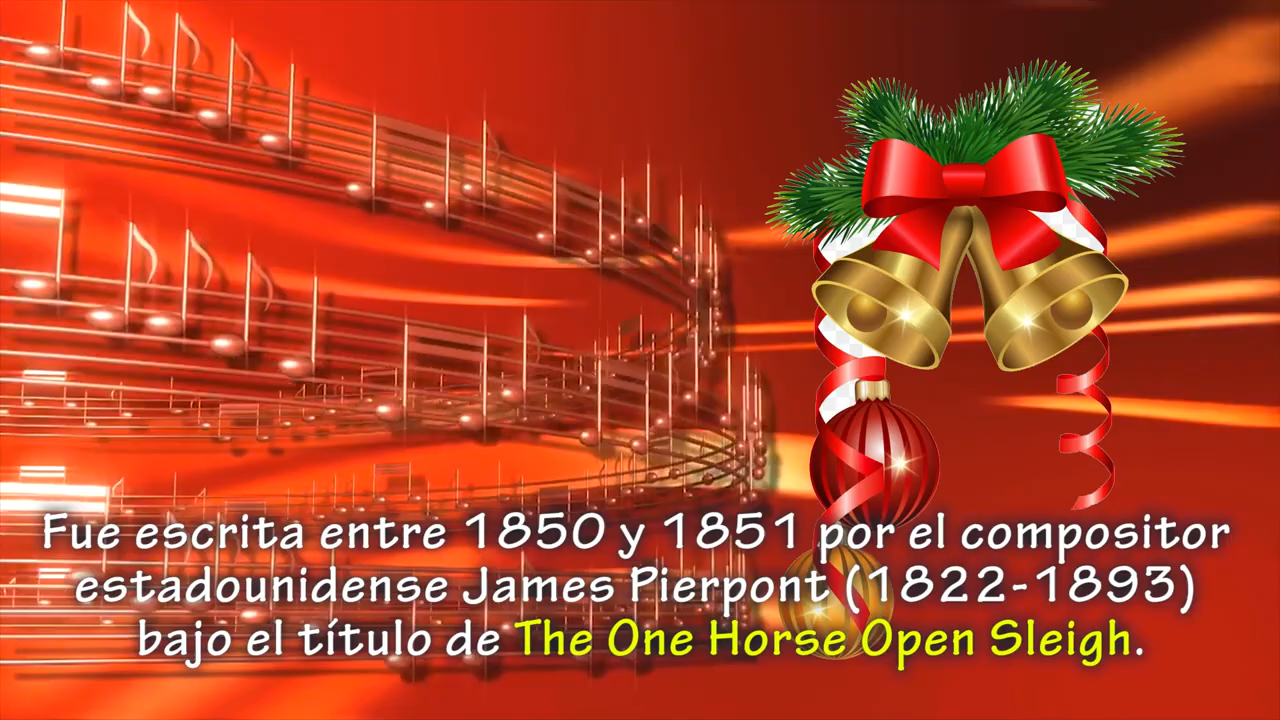 Fue escrita entre 1850 y 1851 por el compositor
estadounidense James Pierpont (1822-1893)
bajo el título de The One Horse Open Sleigh.